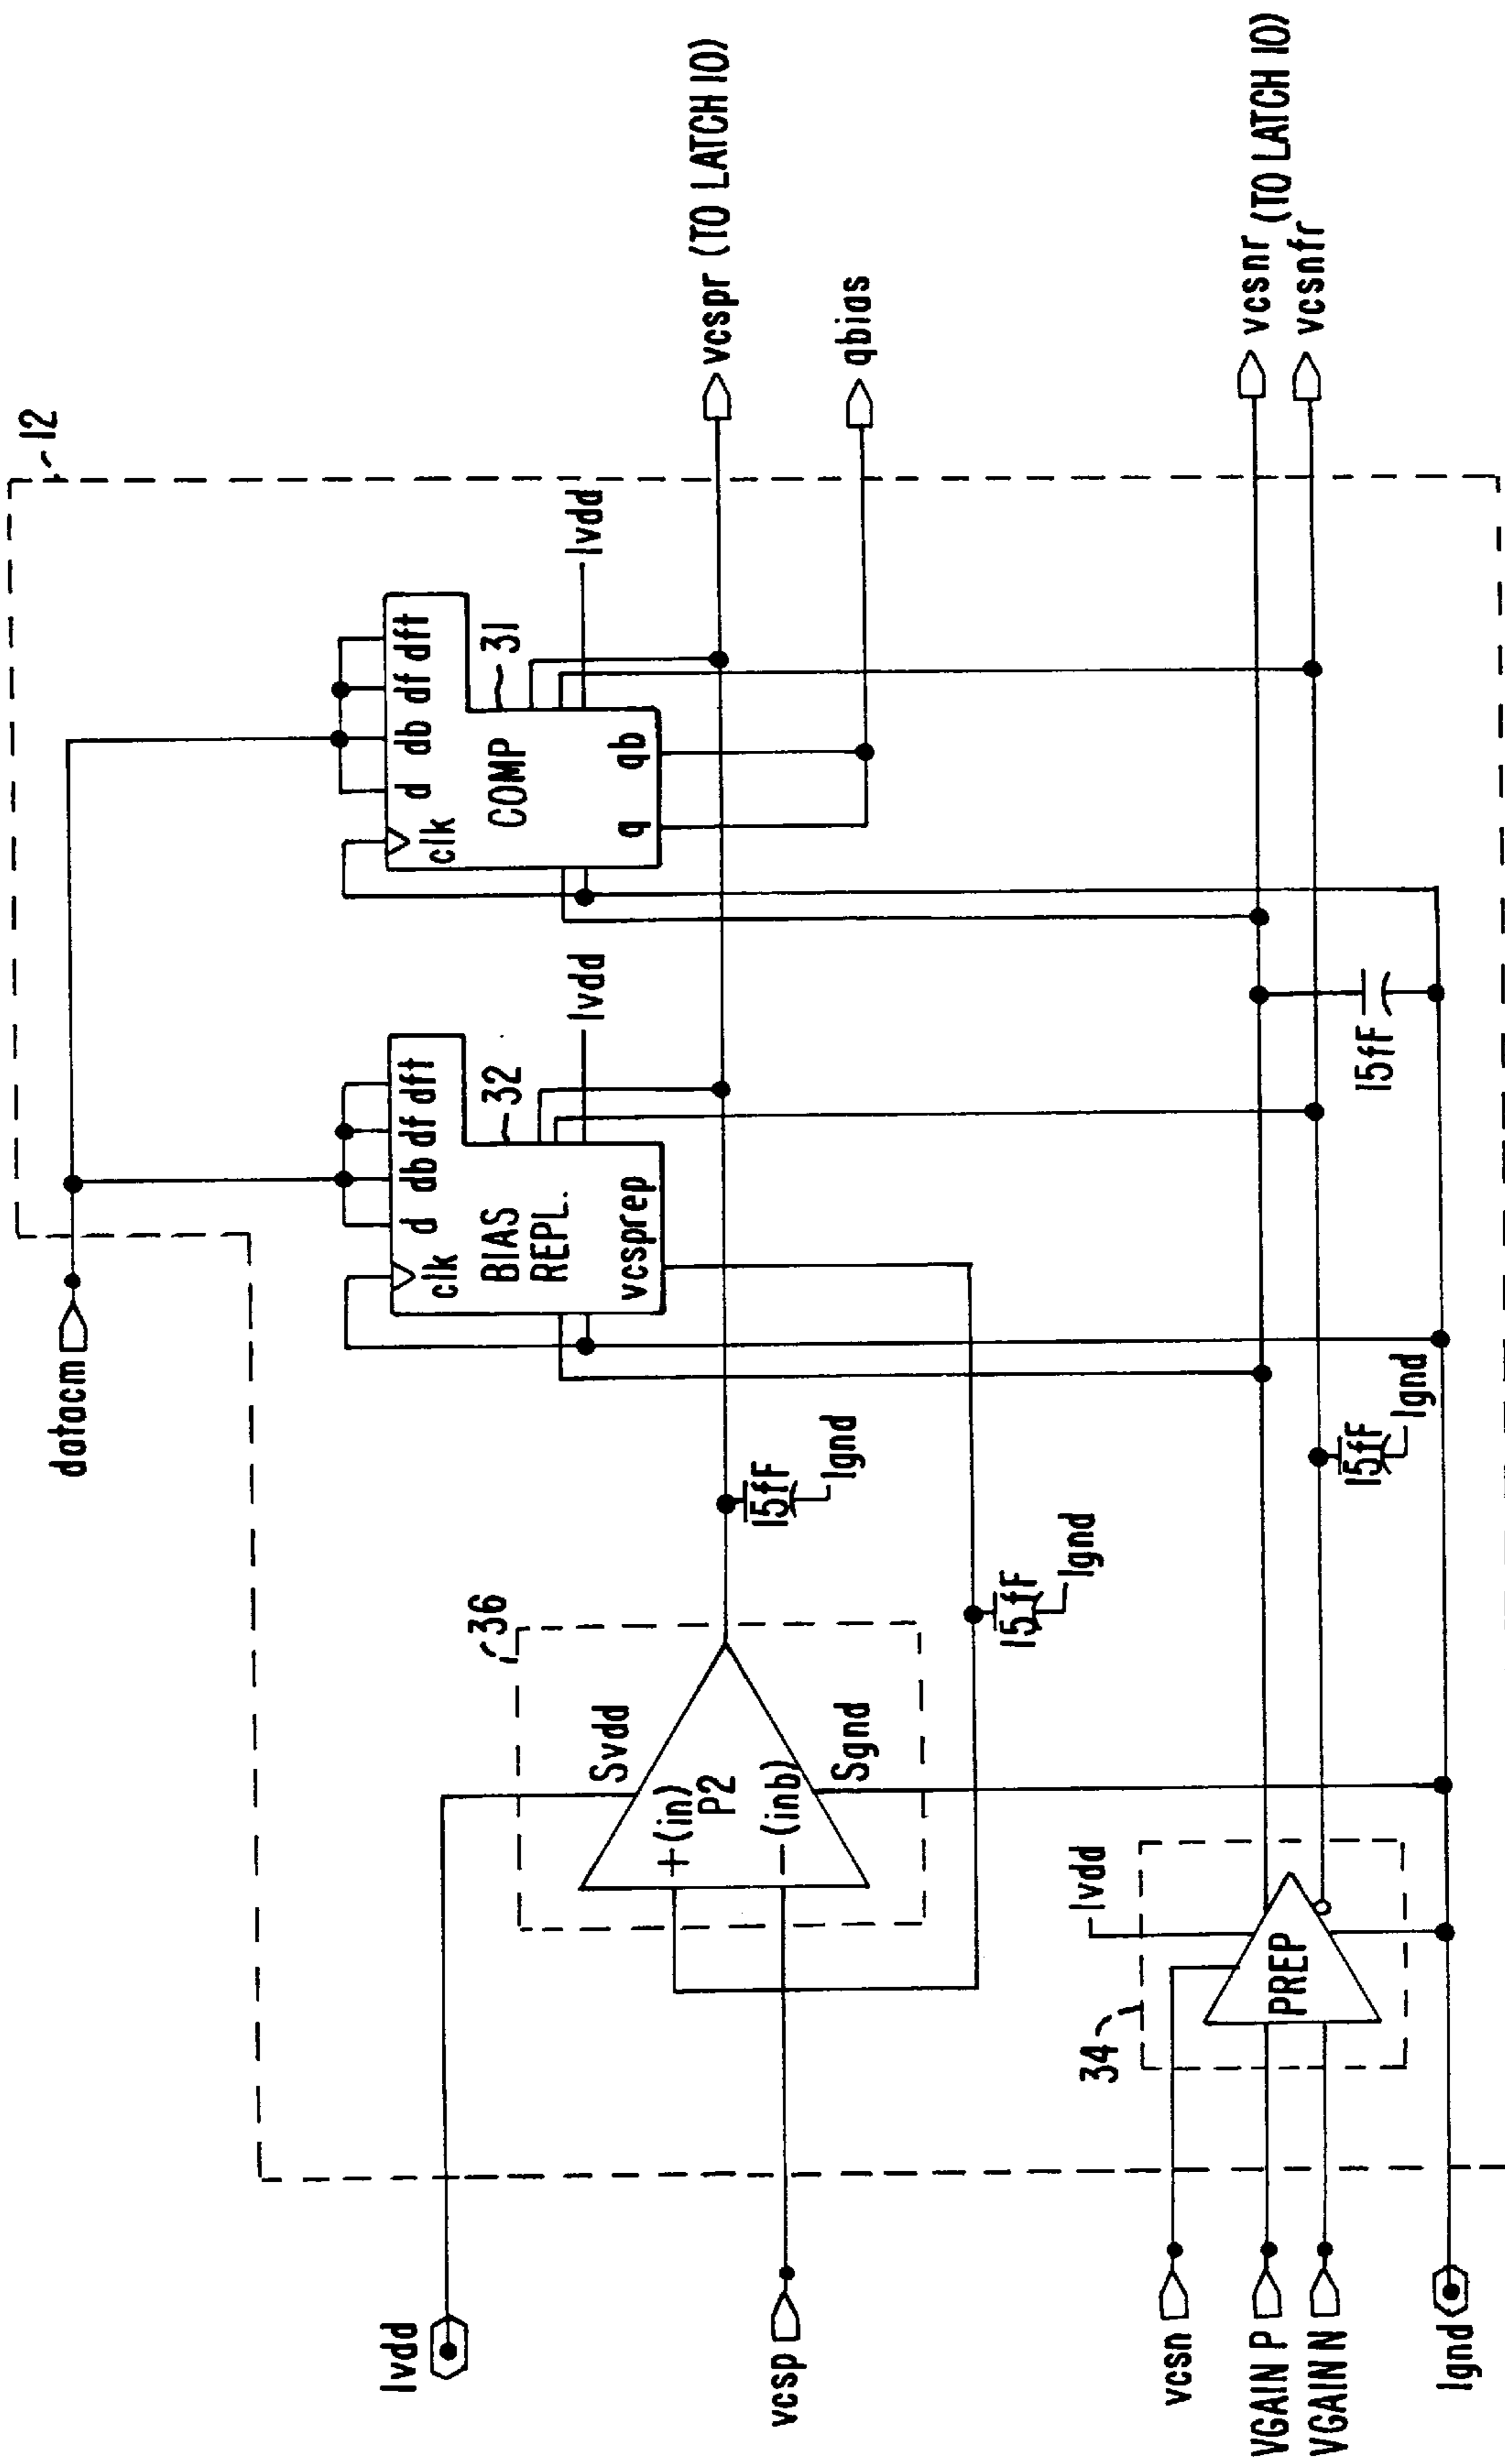 12
datacm
d db df dft
clk
BIAS
REPL.
32
vcsprep
lvdd
d db df dft
clk
COMP
31
q qb
lvdd
lvdd
36
Svdd
+ (in)
P2
− (inb)
Sgnd
15fF
lgnd
vcspr (TO LATCH 10)
vcsp
15fF
lgnd
qbias
34
lvdd
PREP
vcsn
VGAIN P
VGAIN N
15fF
lgnd
15fF
vcsnr (TO LATCH 10)
vcsnfr
lgnd